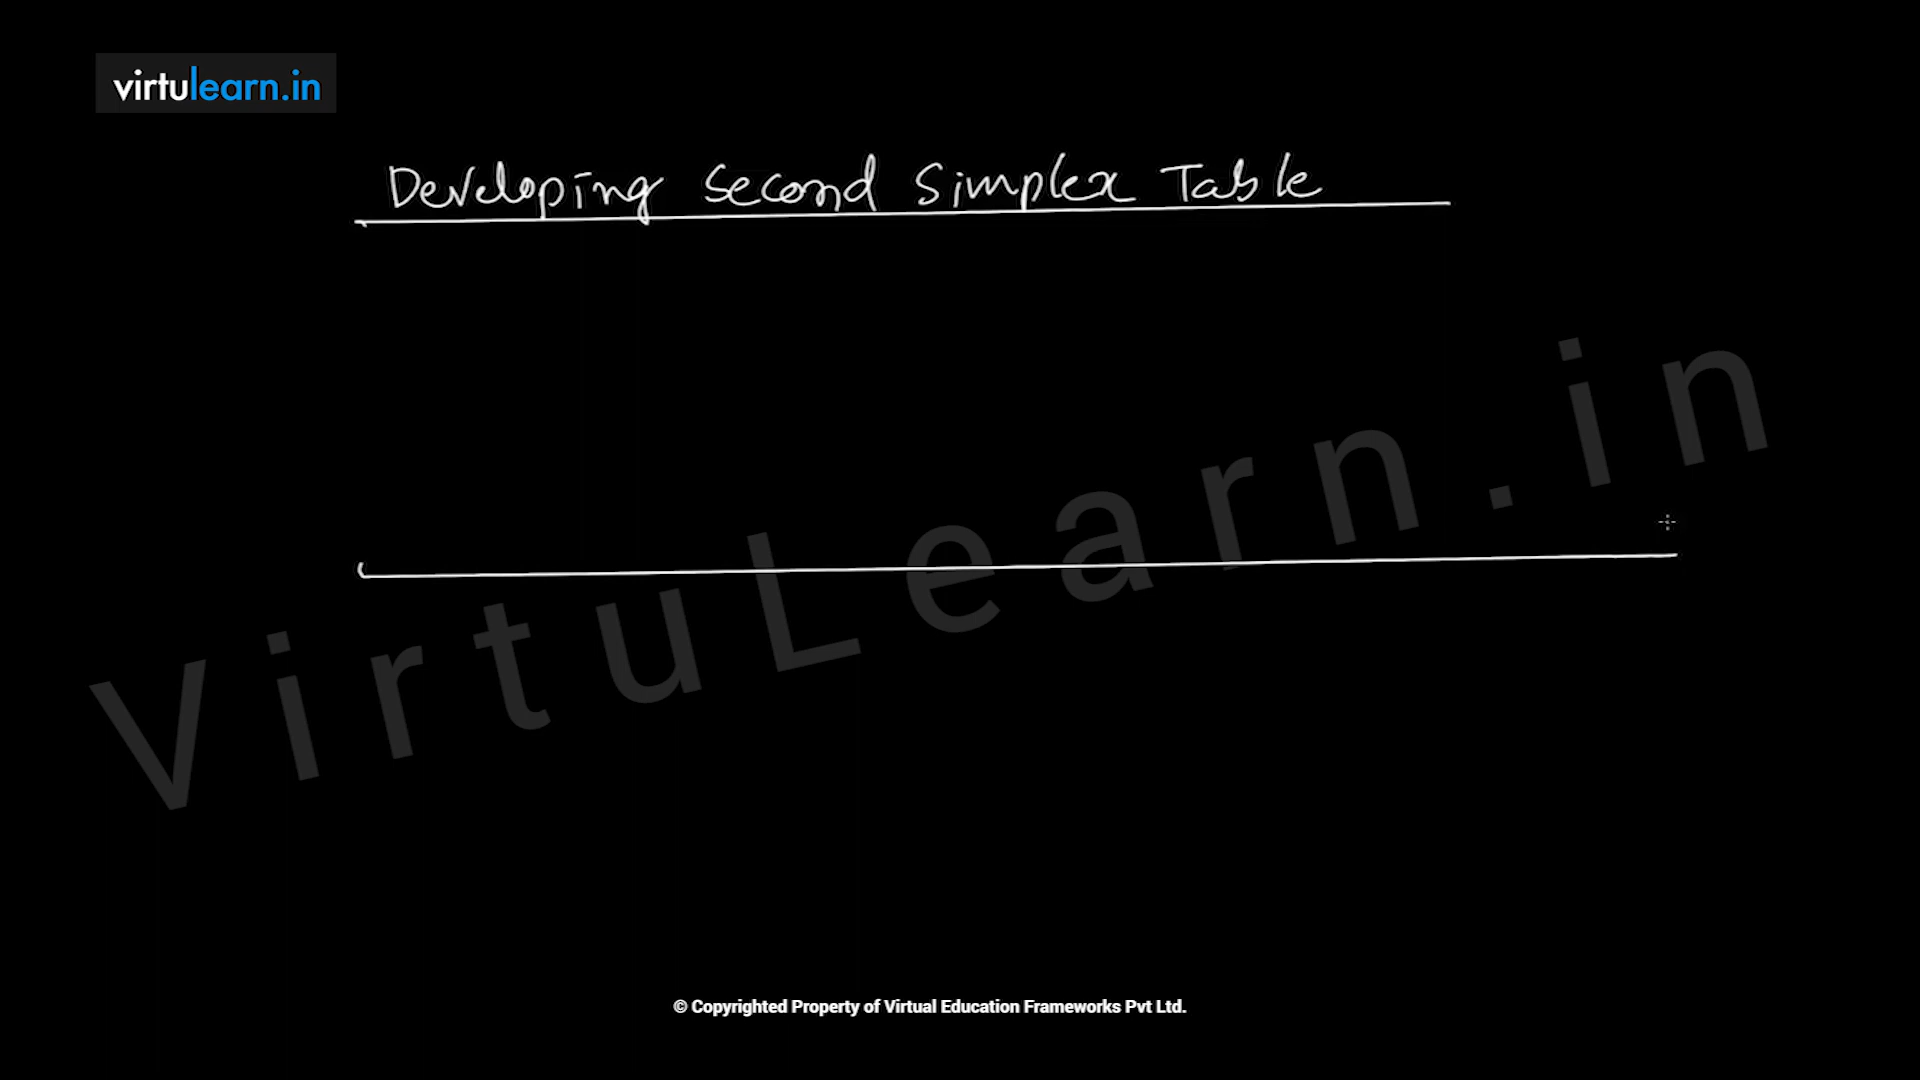 virtulearn.in
Developing Second Simplex Table
VirtuLearn.in
© Copyrighted Property of Virtual Education Frameworks Pvt Ltd.